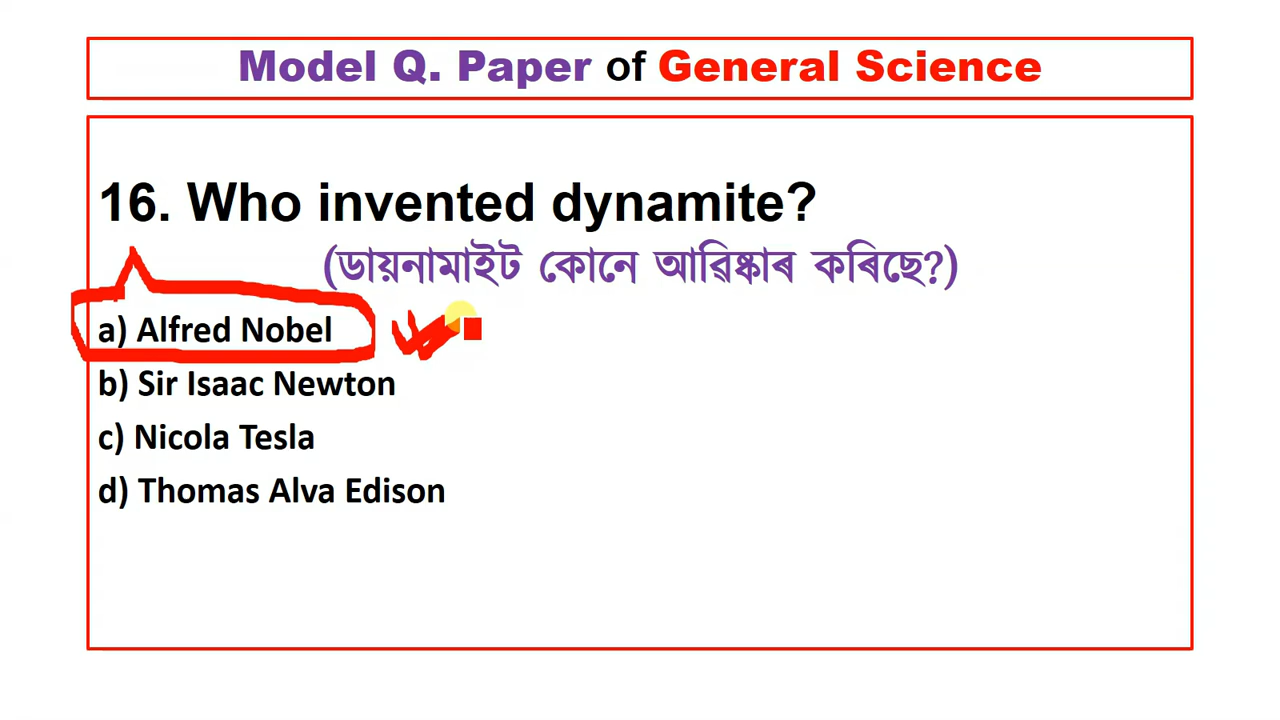 Model Q. Paper of General Science
16. Who invented dynamite?
(ডায়নামাইট কোনে আৱিষ্কাৰ কৰিছে?)
a) Alfred Nobel
b) Sir Isaac Newton
c) Nicola Tesla
d) Thomas Alva Edison